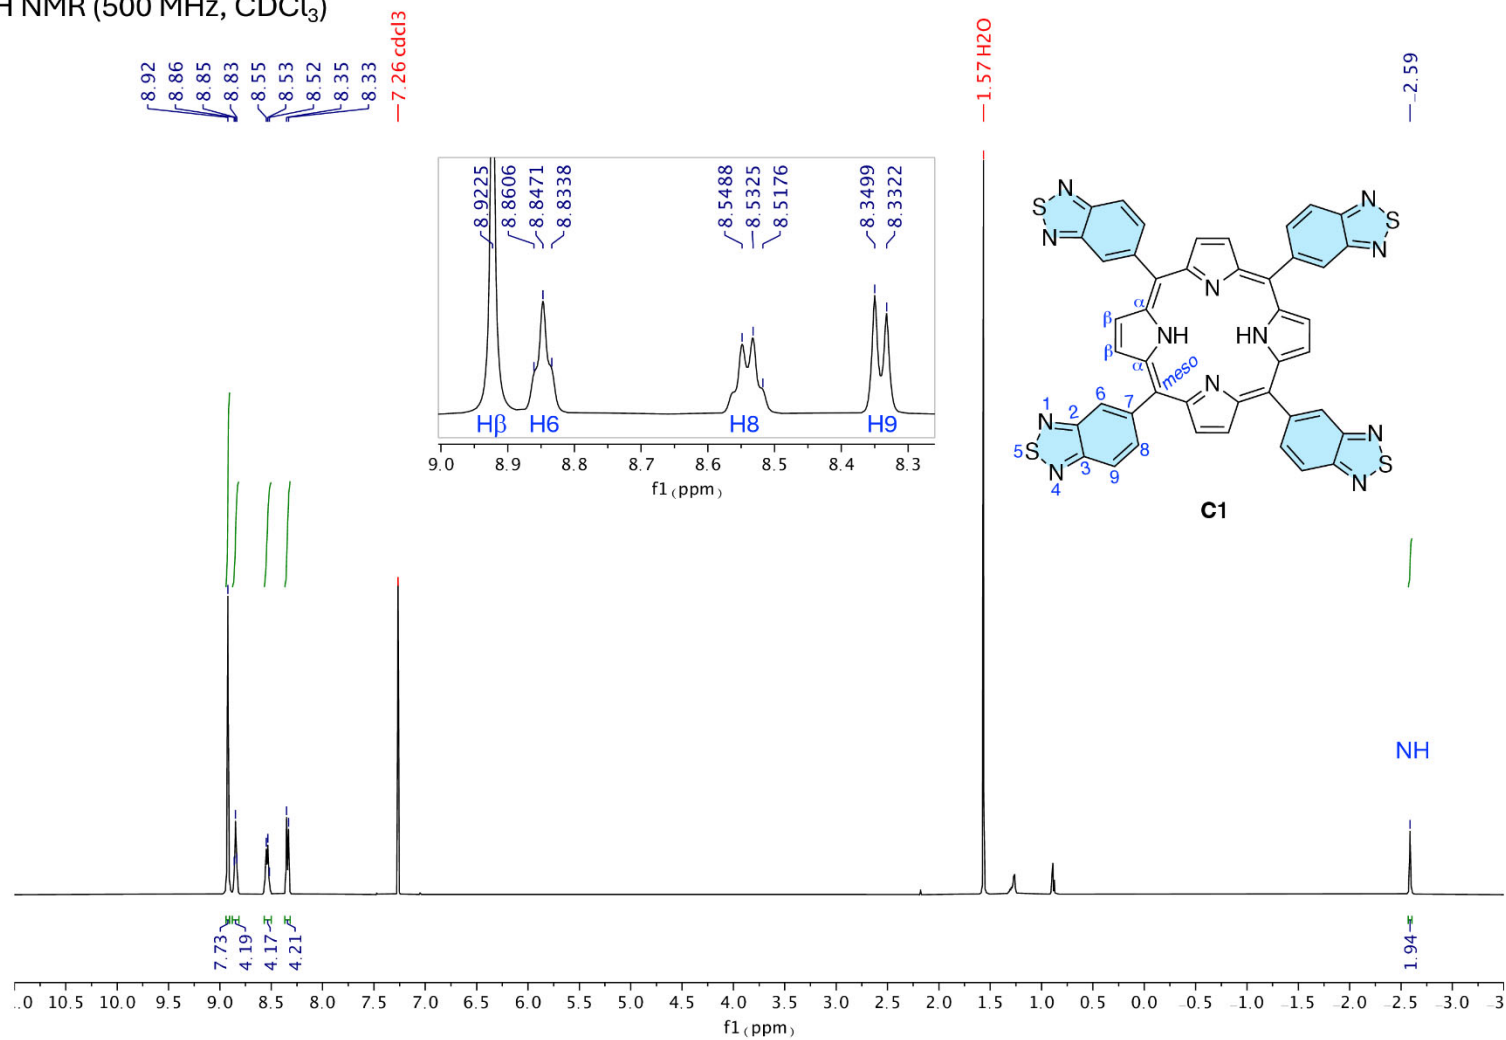 H NMR (500 MHz, CDCl₃)
8.92
8.86
8.85
8.83
8.55
8.53
8.52
8.35
8.33
7.26 cdcl3
1.57 H2O
-2.59
8.9225
8.8606
8.8471
8.8338
8.5488
8.5325
8.5176
8.3499
8.3322
Hβ H6 H8 H9
9.0 8.9 8.8 8.7 8.6 8.5 8.4 8.3
f1 (ppm)
N N
S S
N N
N
α
β
NH HN
β
α
meso
N
6
1 7
N 2 N
5 S S
3 8
N N
4 9
C1
NH
7.73
4.19
4.17
4.21
1.94
.0 10.5 10.0 9.5 9.0 8.5 8.0 7.5 7.0 6.5 6.0 5.5 5.0 4.5 4.0 3.5 3.0 2.5 2.0 1.5 1.0 0.5 0.0 -0.5 -1.0 -1.5 -2.0 -2.5 -3.0 -3
f1 (ppm)